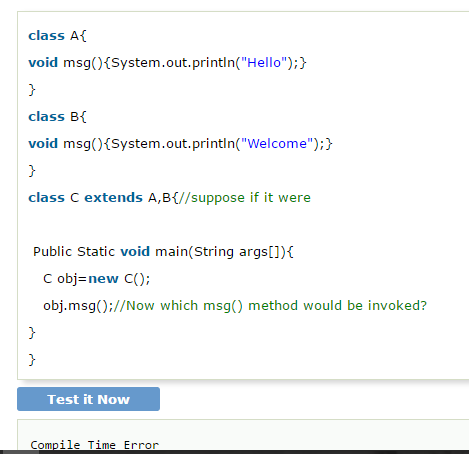 class A{
void msg(){System.out.println("Hello");}
}
class B{
void msg(){System.out.println("Welcome");}
}
class C extends A,B{//suppose if it were
Public Static void main(String args[]){
C obj=new C();
obj.msg();//Now which msg() method would be invoked?
}
}
Test it Now
Compile Time Error